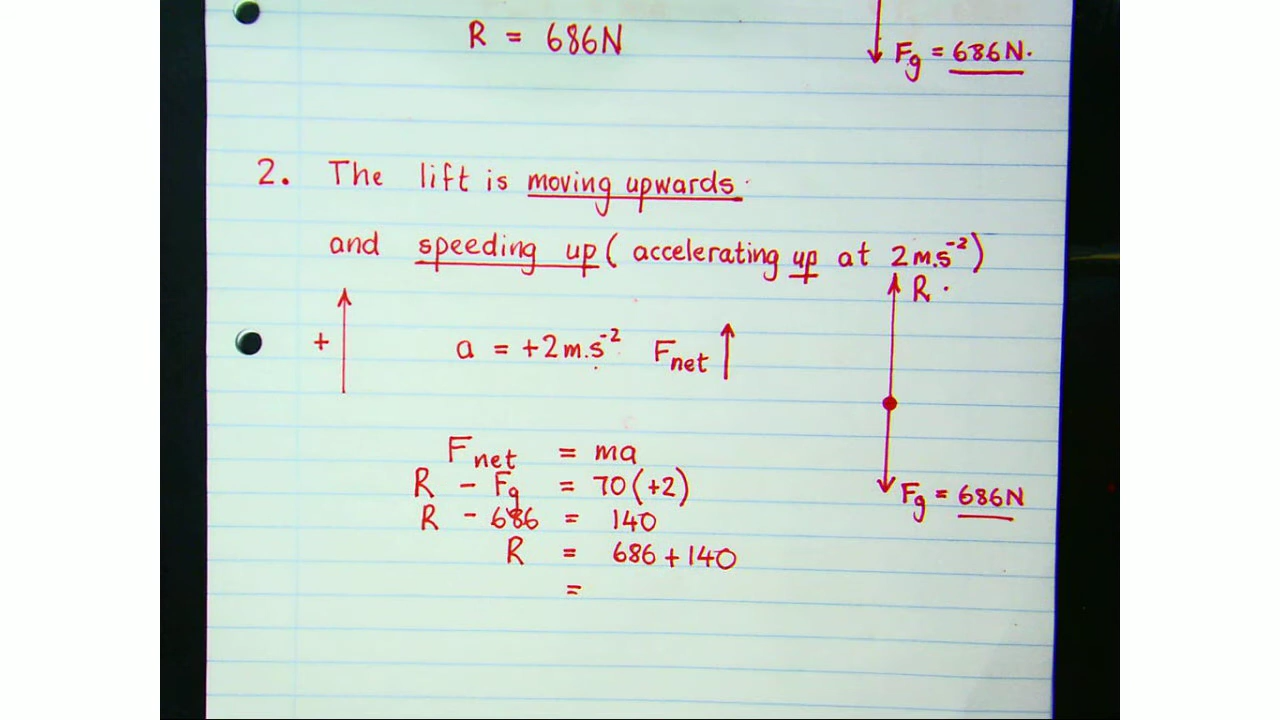 R = 686N
Fg = 686N.
2. The lift is moving upwards.
and speeding up (accelerating up at 2m.s⁻²)
R.
+
a = +2m.s⁻² Fnet
Fnet = ma
R - Fg = 70(+2)
Fg = 686N
R - 686 = 140
R = 686 + 140
=